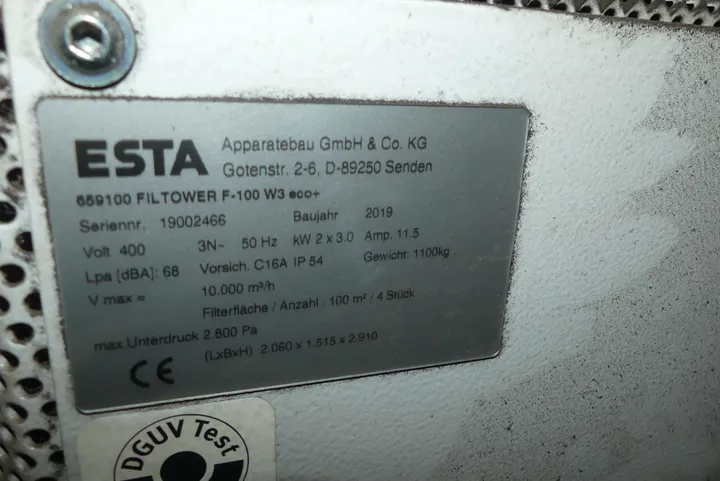 ESTA Apparatebau GmbH & Co. KG
Gotenstr. 2-6, D-89250 Senden
659100 FILTOWER F-100 W3 eco+
Seriennr. 19002466 Baujahr 2019
Volt 400 3N~ 50 Hz kW 2 x 3.0 Amp. 11.5
Lpa [dBA]: 68 Vorsich. C16A IP 54 Gewicht: 1100kg
V max = 10.000 m³/h
Filterfläche / Anzahl : 100 m² / 4 Stück
max.Unterdruck 2.800 Pa
(LxBxH) 2.060 x 1.515 x 2.910
CE
DGUV Test